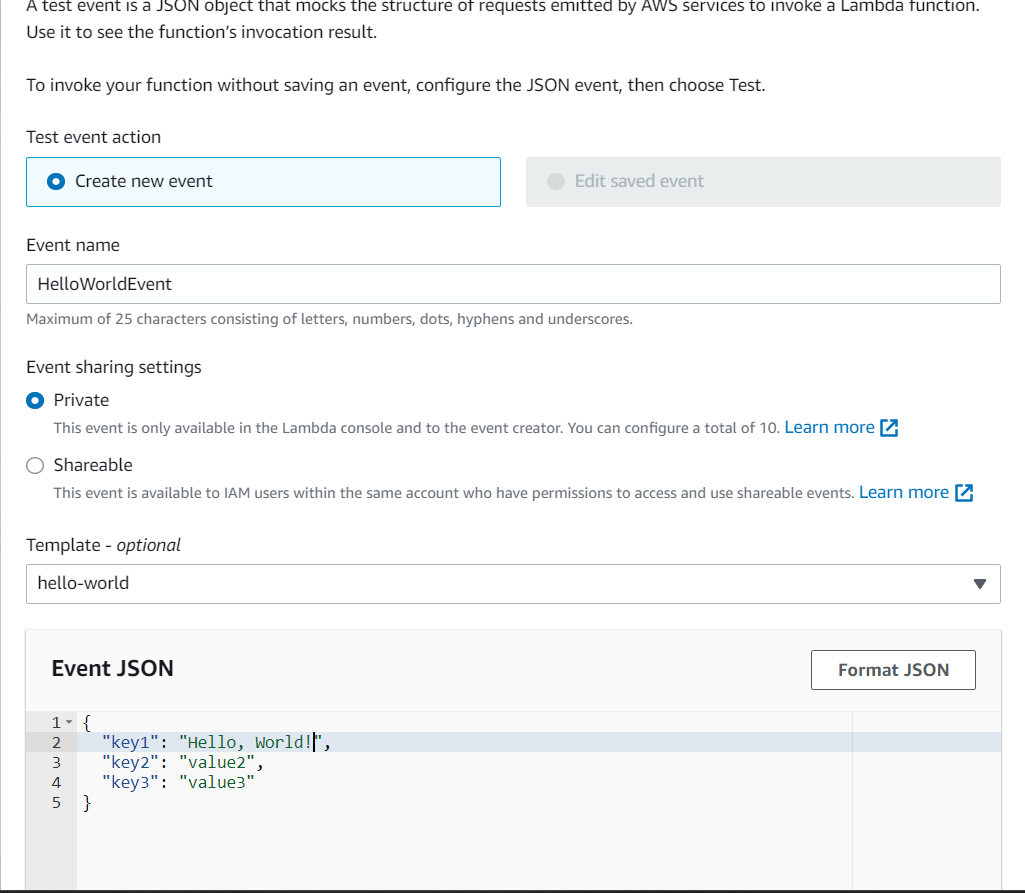 A test event is a JSON object that mocks the structure of requests emitted by AWS services to invoke a Lambda function.
Use it to see the function's invocation result.
To invoke your function without saving an event, configure the JSON event, then choose Test.
Test event action
Create new event
Edit saved event
Event name
HelloWorldEvent
Maximum of 25 characters consisting of letters, numbers, dots, hyphens and underscores.
Event sharing settings
Private
This event is only available in the Lambda console and to the event creator. You can configure a total of 10. Learn more
Shareable
This event is available to IAM users within the same account who have permissions to access and use shareable events. Learn more
Template - optional
hello-world
Event JSON
Format JSON
1 {
2 "key1": "Hello, World!",
3 "key2": "value2",
4 "key3": "value3"
5 }